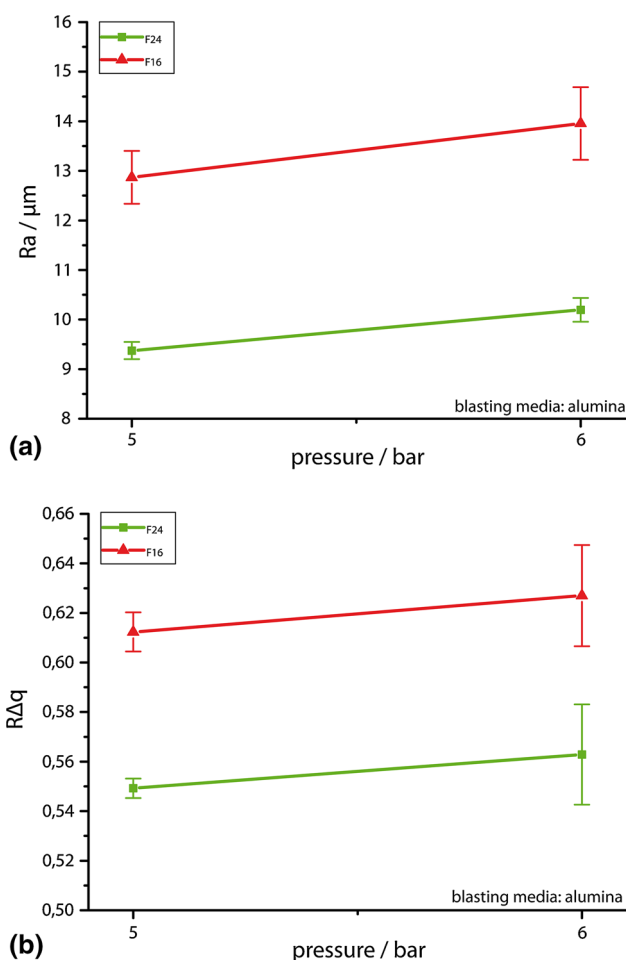 16
F24
F16
15
14
13
12
11
10
9
8
Ra / µm
blasting media: alumina
5
6
(a)
pressure / bar
0,66
F24
F16
0,64
0,62
0,60
0,58
0,56
0,54
0,52
0,50
RΔq
blasting media: alumina
5
6
(b)
pressure / bar